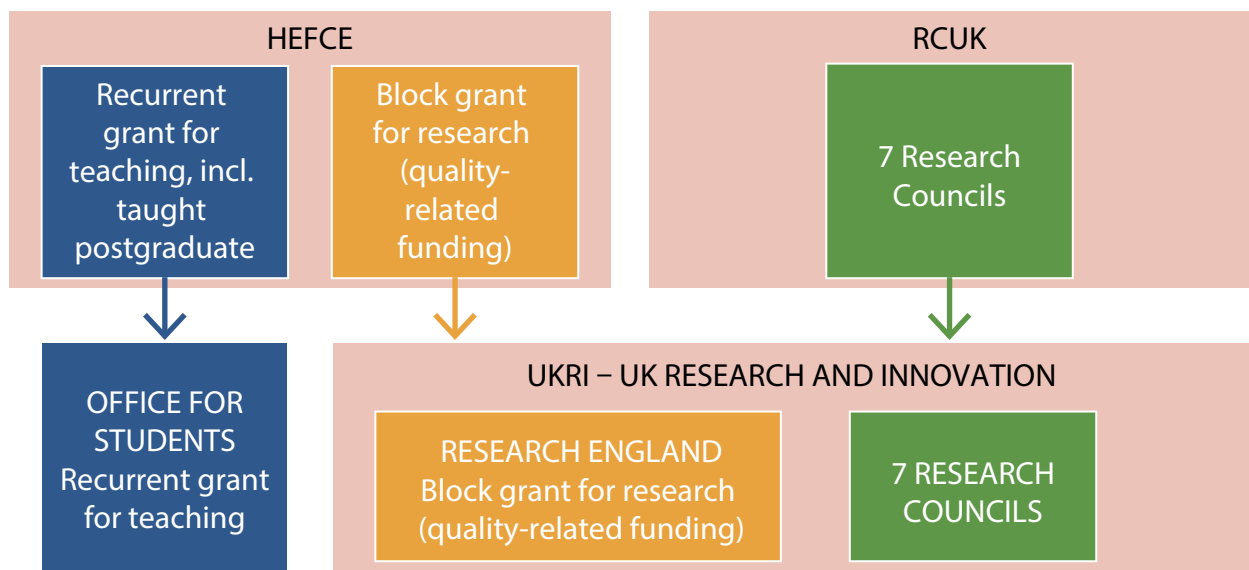 HEFCE
Recurrent
grant for
teaching, incl.
taught
postgraduate
Block grant
for research
(quality-
related
funding)
RCUK
7 Research
Councils
OFFICE FOR
STUDENTS
Recurrent grant
for teaching
UKRI – UK RESEARCH AND INNOVATION
RESEARCH ENGLAND
Block grant for research
(quality-related funding)
7 RESEARCH
COUNCILS